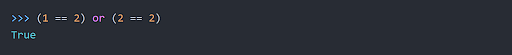 >>> (1 == 2) or (2 == 2)
True